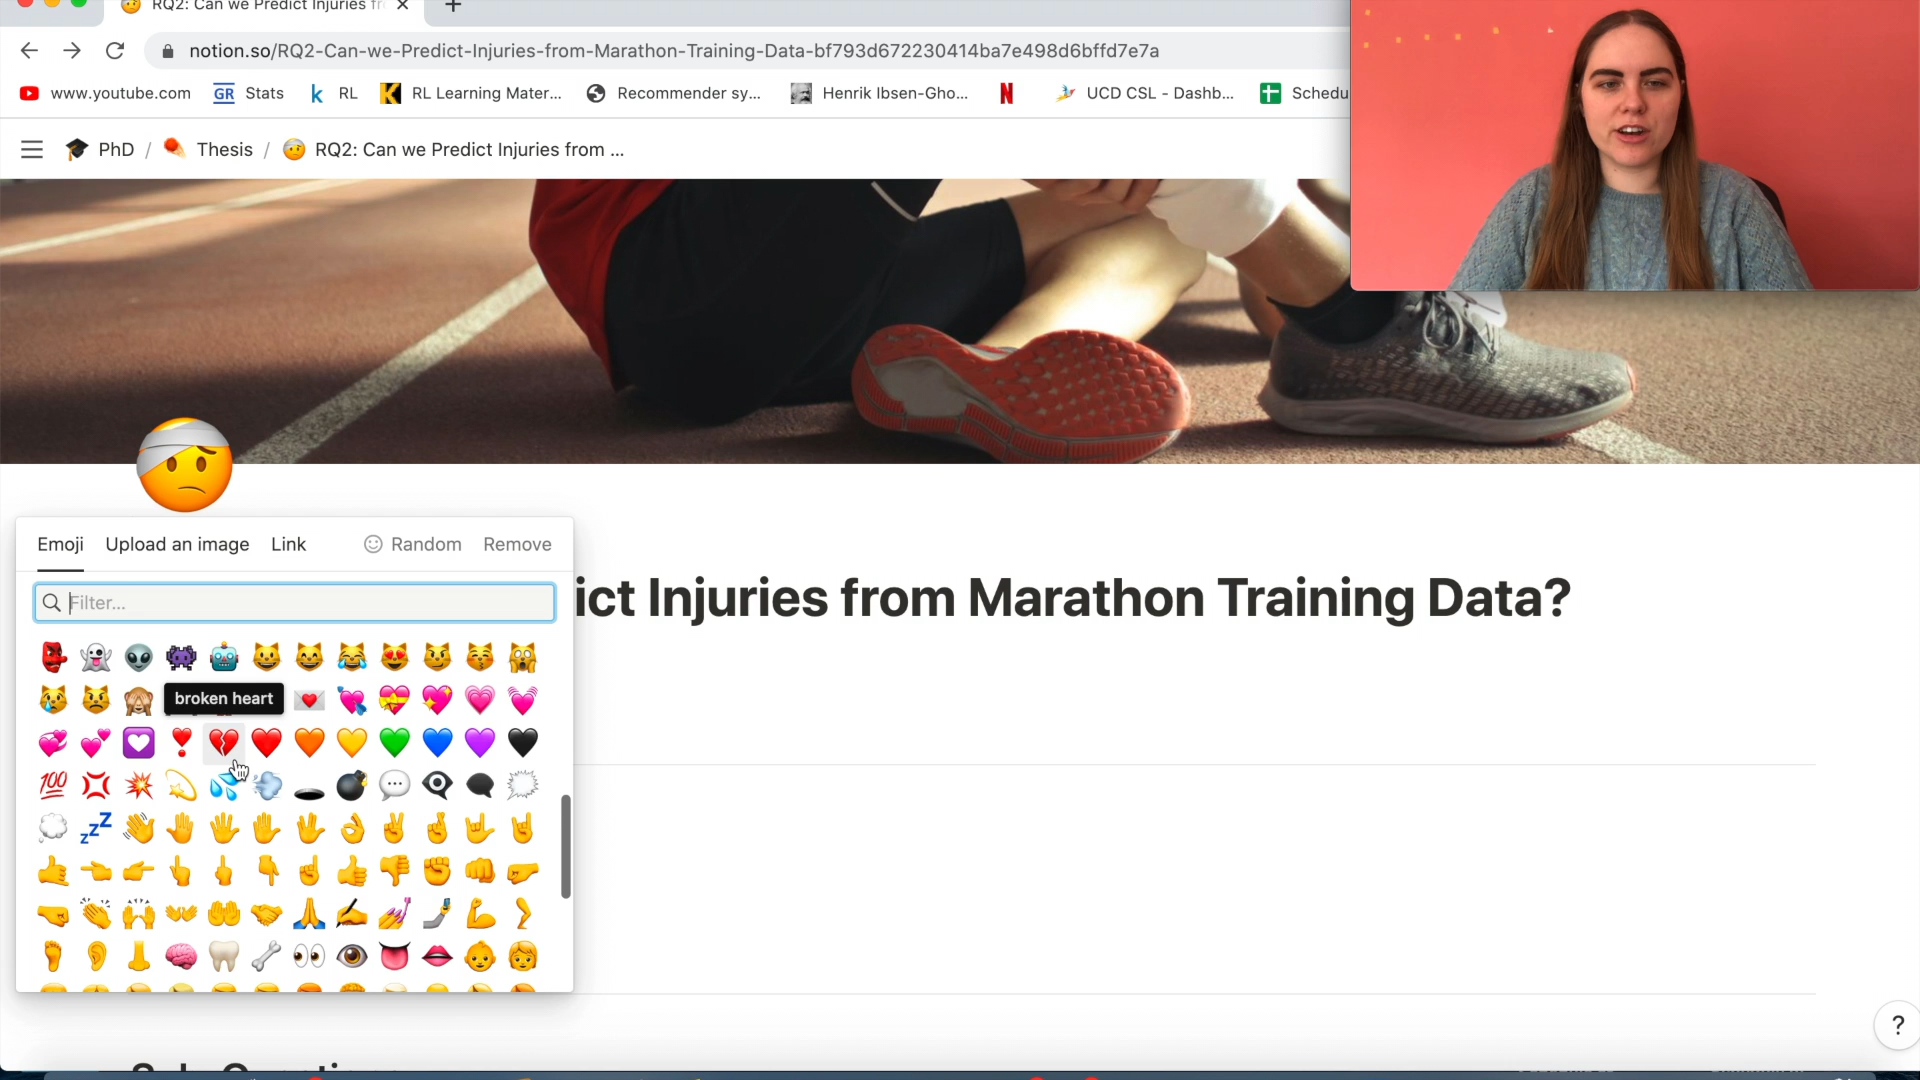 RQ2: Can we Predict Injuries fr
notion.so/RQ2-Can-we-Predict-Injuries-from-Marathon-Training-Data-bf793d672230414ba7e498d6bffd7e7a
www.youtube.com GR Stats k RL K RL Learning Mater... Recommender sy... Henrik Ibsen-Gho... N UCD CSL - Dashb... Schedu
PhD / Thesis / RQ2: Can we Predict Injuries from ...
Emoji Upload an image Link Random Remove
Filter...
ict Injuries from Marathon Training Data?
broken heart
100
zzZ
?